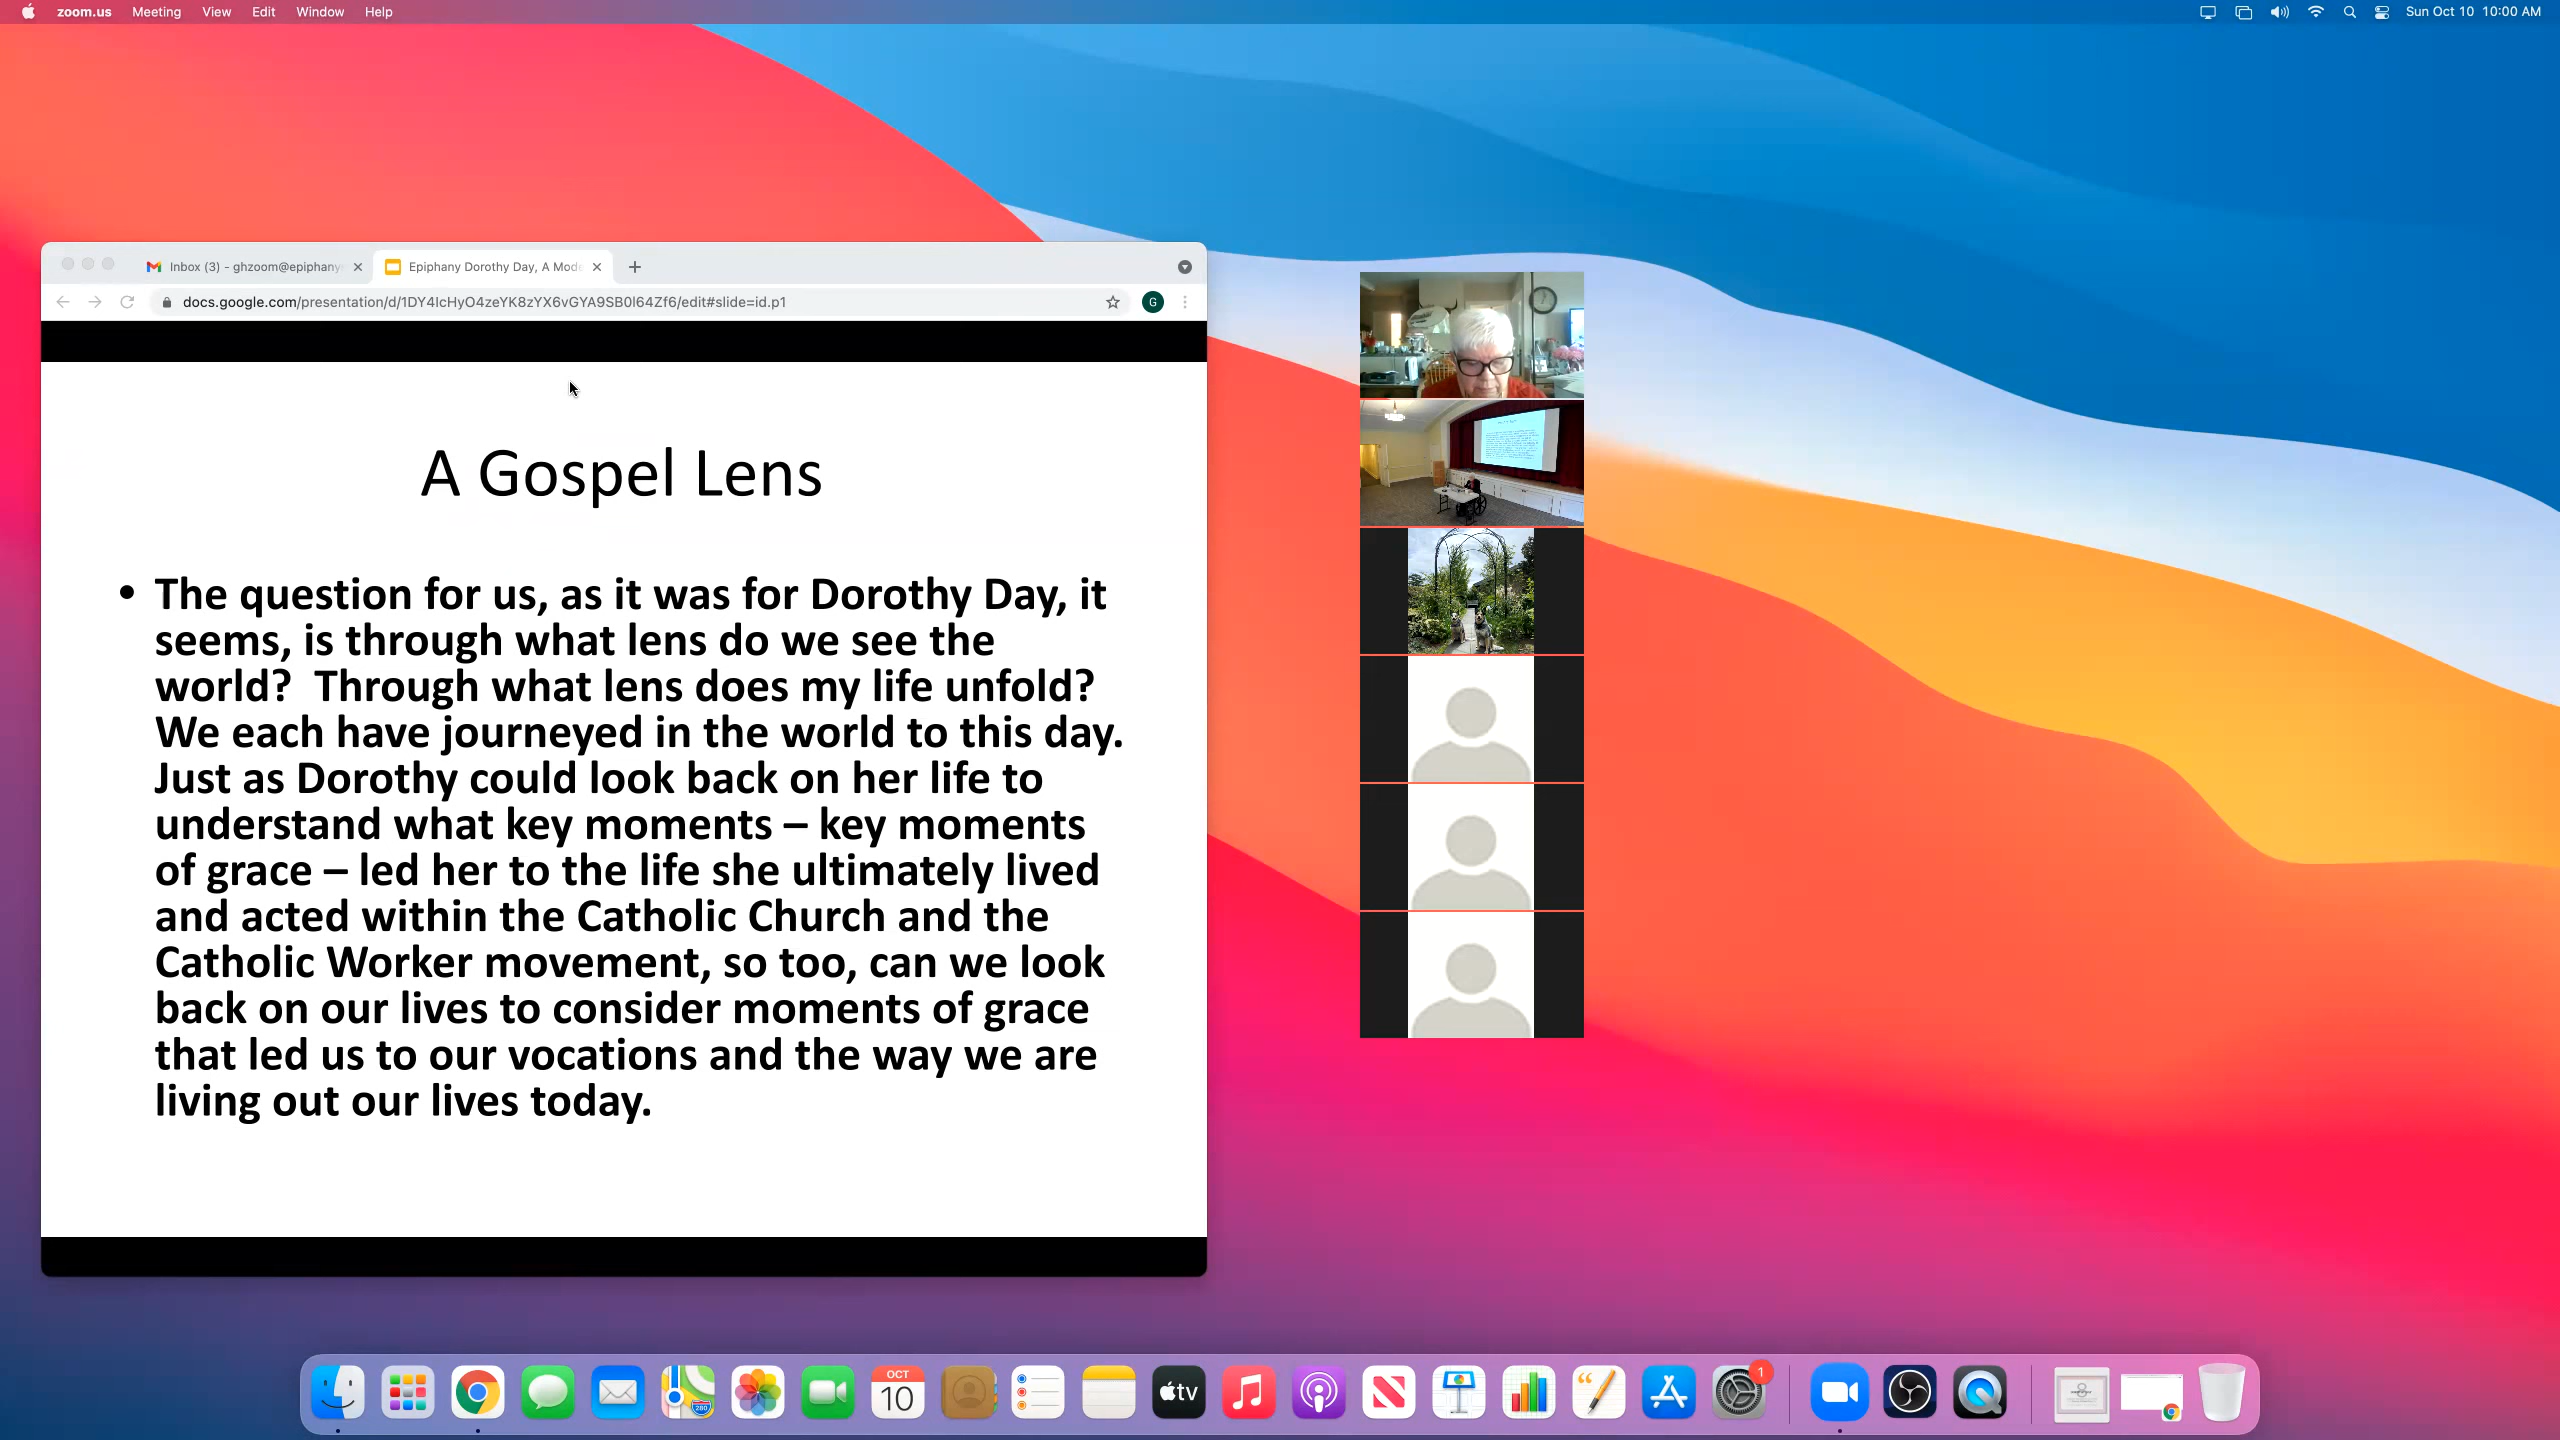 zoom.us Meeting View Edit Window Help Sun Oct 10 10:00 AM
Inbox (3) - ghzoom@epiphany Epiphany Dorothy Day, A Mode
docs.google.com/presentation/d/1DY4lcHyO4zeYK8zYX6vGYA9SB0l64Zf6/edit#slide=id.p1 G
A Gospel Lens
• The question for us, as it was for Dorothy Day, it
seems, is through what lens do we see the
world?  Through what lens does my life unfold?
We each have journeyed in the world to this day.
Just as Dorothy could look back on her life to
understand what key moments – key moments
of grace – led her to the life she ultimately lived
and acted within the Catholic Church and the
Catholic Worker movement, so too, can we look
back on our lives to consider moments of grace
that led us to our vocations and the way we are
living out our lives today.
OCT
10
280
tv
1